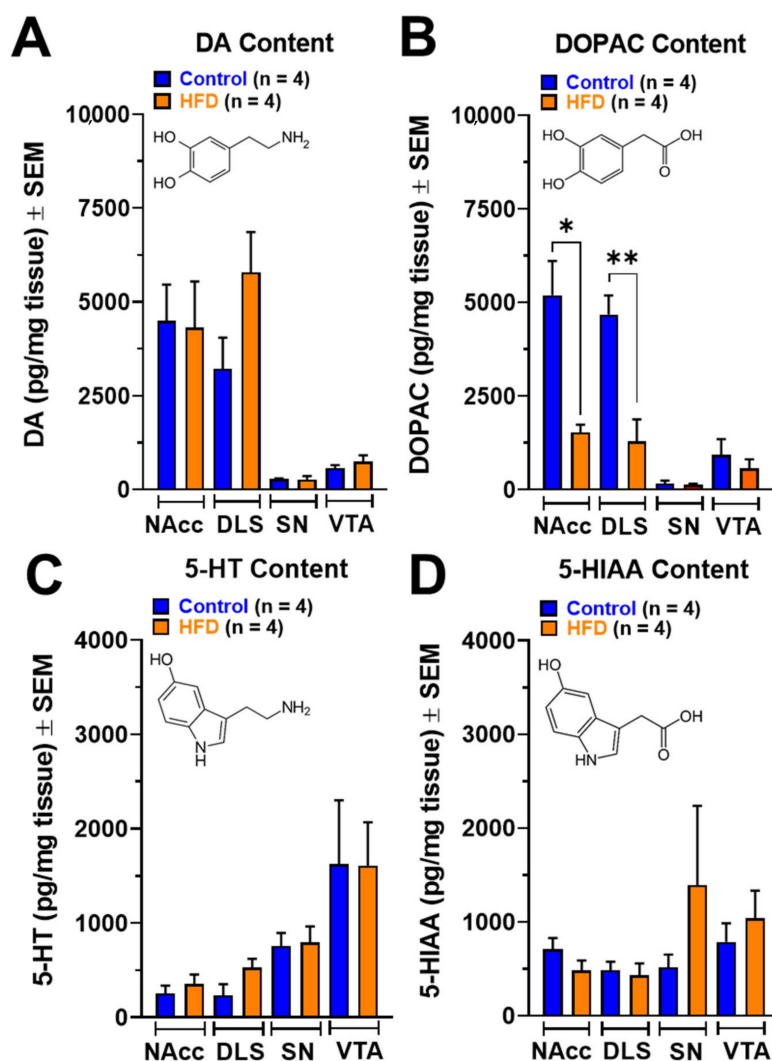 A
DA Content
Control (n = 4)
HFD (n = 4)
DA (pg/mg tissue) ± SEM
10,000
7500
5000
2500
0
HO
HO
NH2
NAcc DLS SN VTA
B
DOPAC Content
Control (n = 4)
HFD (n = 4)
DOPAC (pg/mg tissue) ± SEM
10,000
7500
5000
2500
0
HO
HO
OH
O
*
**
NAcc DLS SN VTA
C
5-HT Content
Control (n = 4)
HFD (n = 4)
5-HT (pg/mg tissue) ± SEM
4000
3000
2000
1000
0
HO
NH2
N
H
NAcc DLS SN VTA
D
5-HIAA Content
Control (n = 4)
HFD (n = 4)
5-HIAA (pg/mg tissue) ± SEM
4000
3000
2000
1000
0
HO
OH
O
HN
NAcc DLS SN VTA